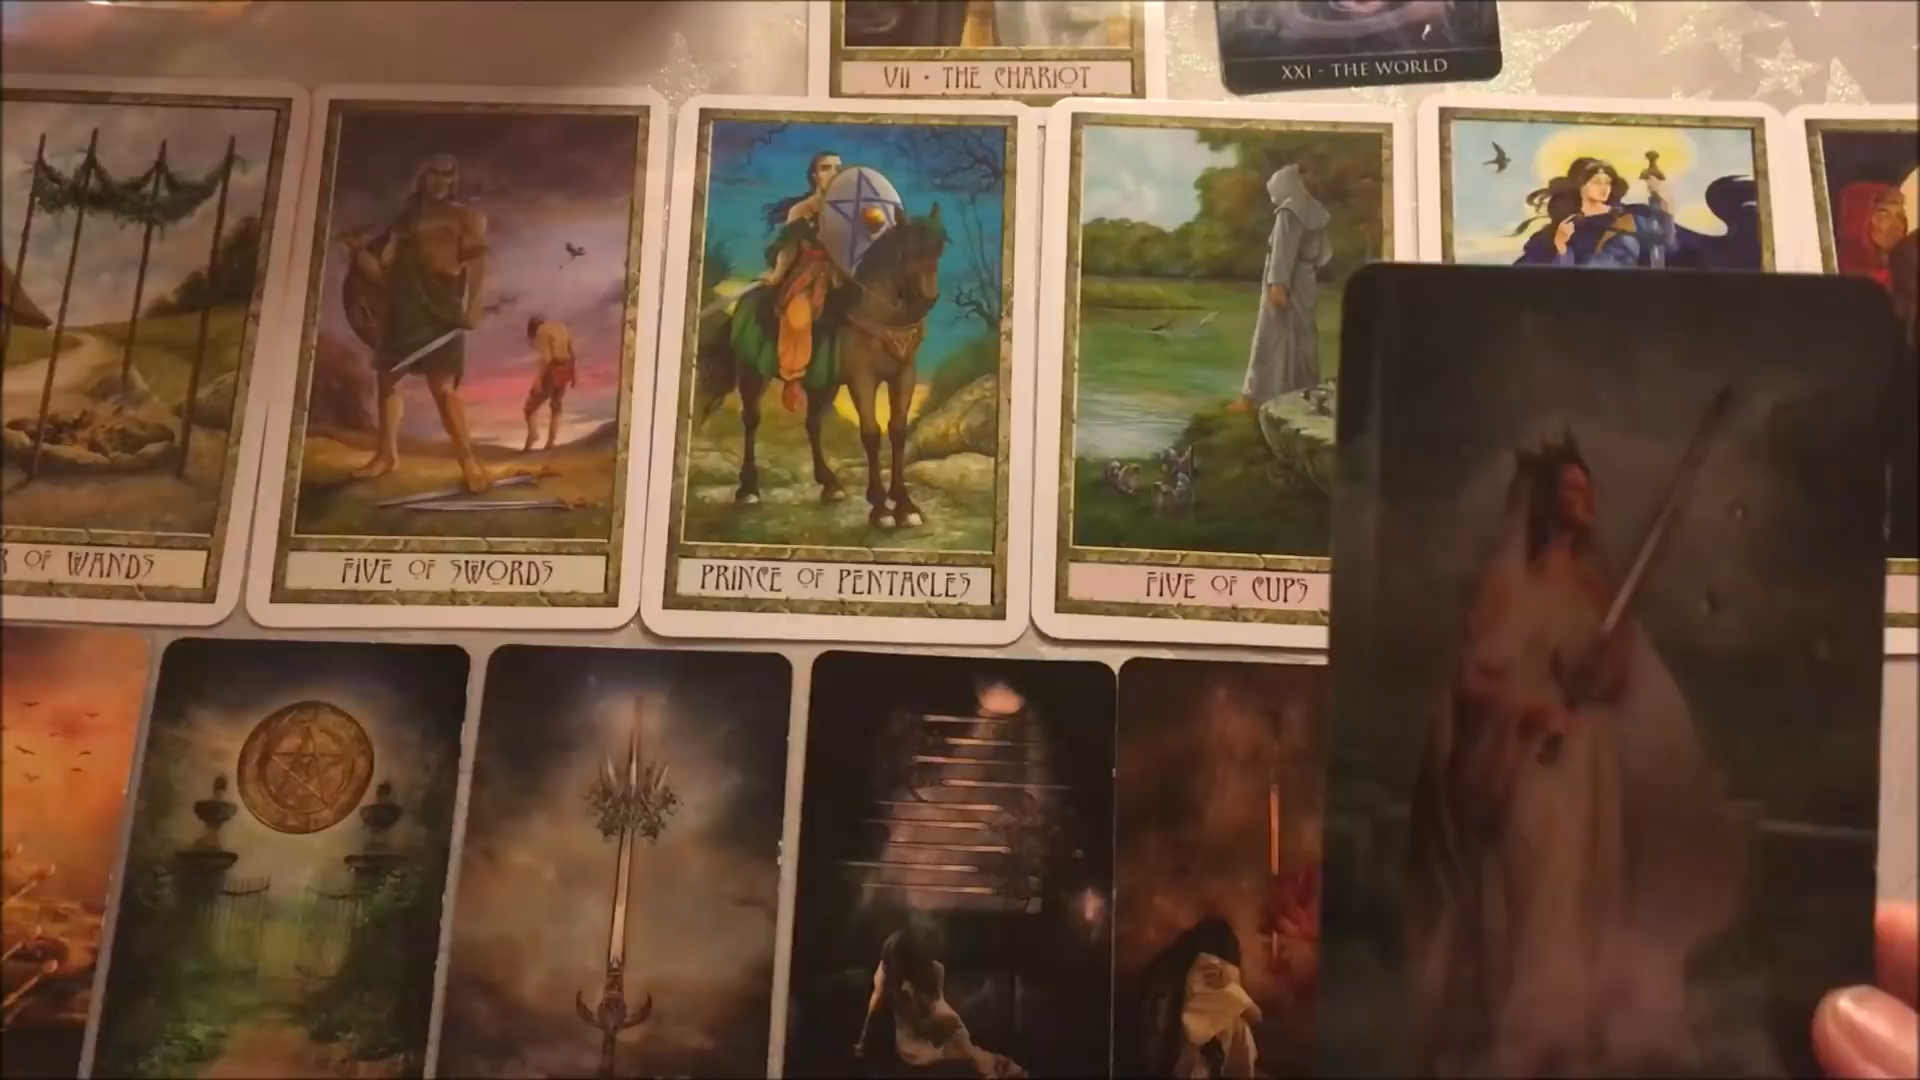 VII · THE CHARIOT
XXI - THE WORLD
OF WANDS
FIVE OF SWORDS
PRINCE OF PENTACLES
FIVE OF CUPS